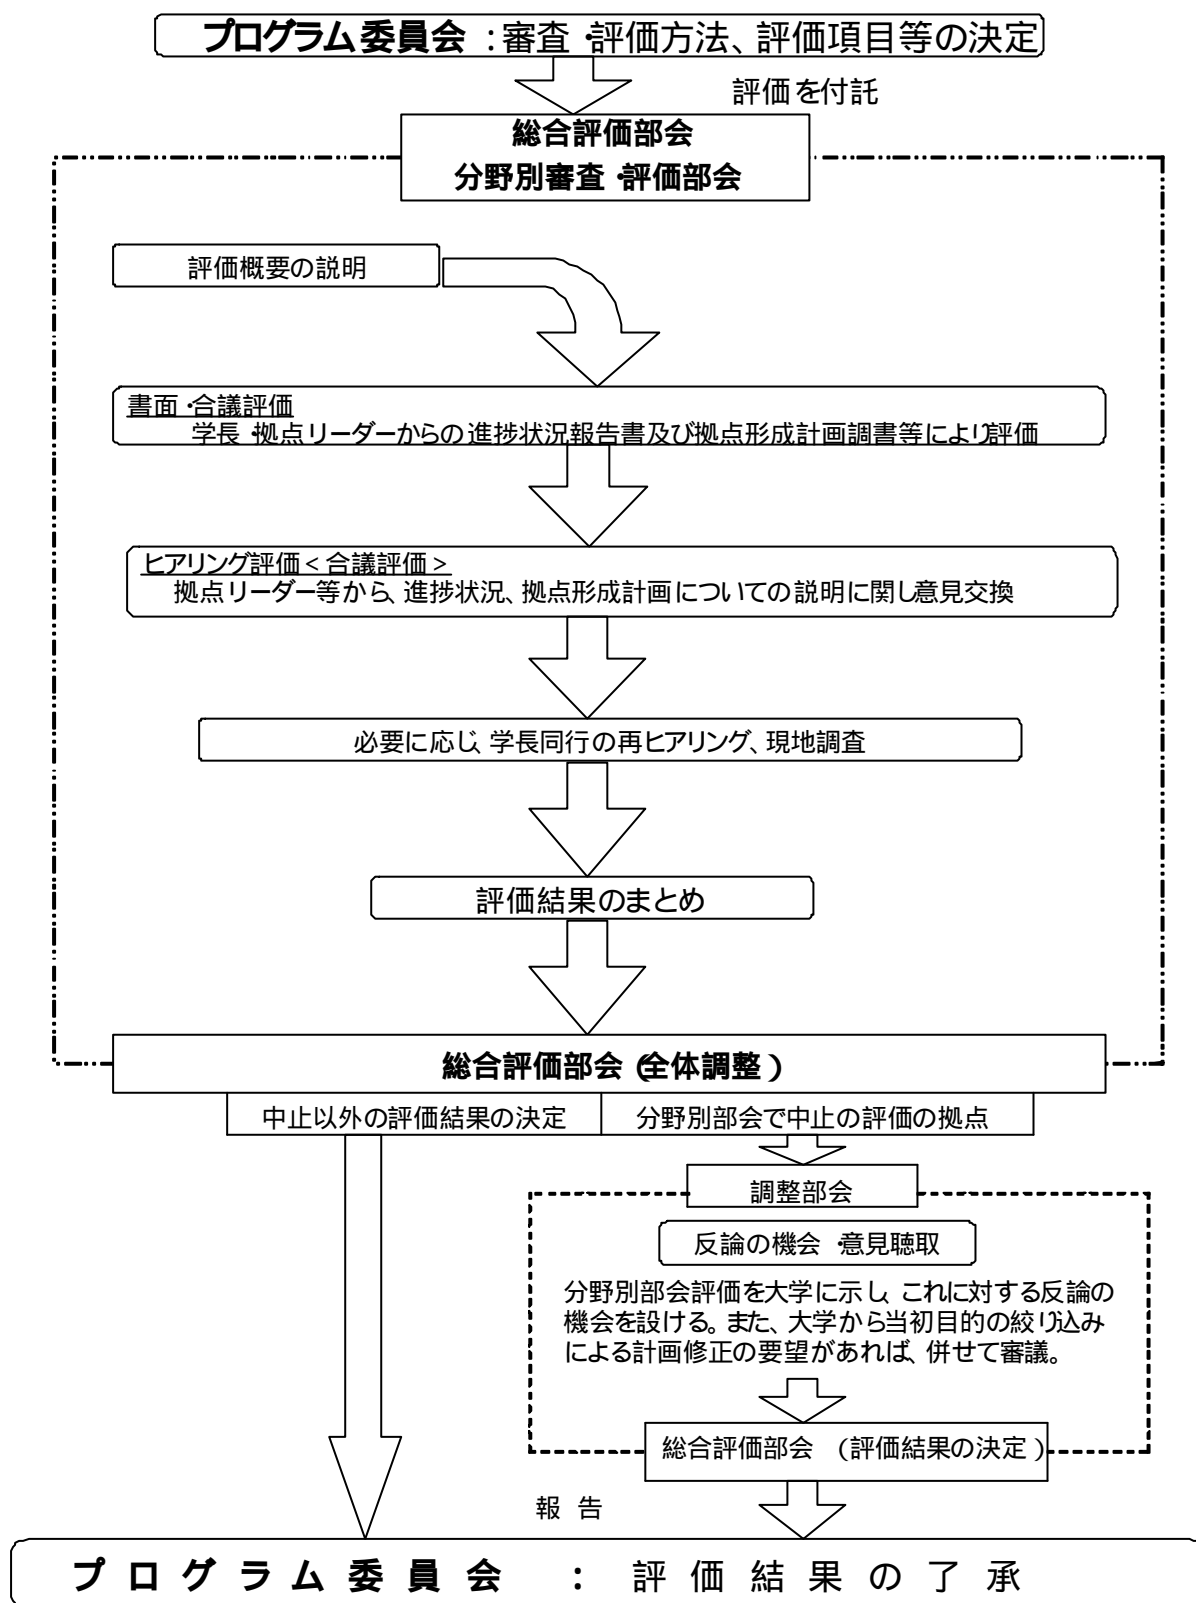 プログラム委員会：審査・評価方法、評価項目等の決定
評価を付託
総合評価部会
分野別審査・評価部会
評価概要の説明
書面・合議評価
学長・拠点リーダーからの進捗状況報告書及び拠点形成計画調書等により評価
ヒアリング評価＜合議評価＞
拠点リーダー等から、進捗状況、拠点形成計画についての説明に関し意見交換
必要に応じ、学長同行の再ヒアリング、現地調査
評価結果のまとめ
総合評価部会（全体調整）
中止以外の評価結果の決定
分野別部会で中止の評価の拠点
調整部会
反論の機会・意見聴取
分野別部会評価を大学に示し、これに対する反論の
機会を設ける。また、大学から当初目的の絞り込み
による計画修正の要望があれば、併せて審議。
総合評価部会　（評価結果の決定）
報 告
プログラム委員会　：　評価結果の了承